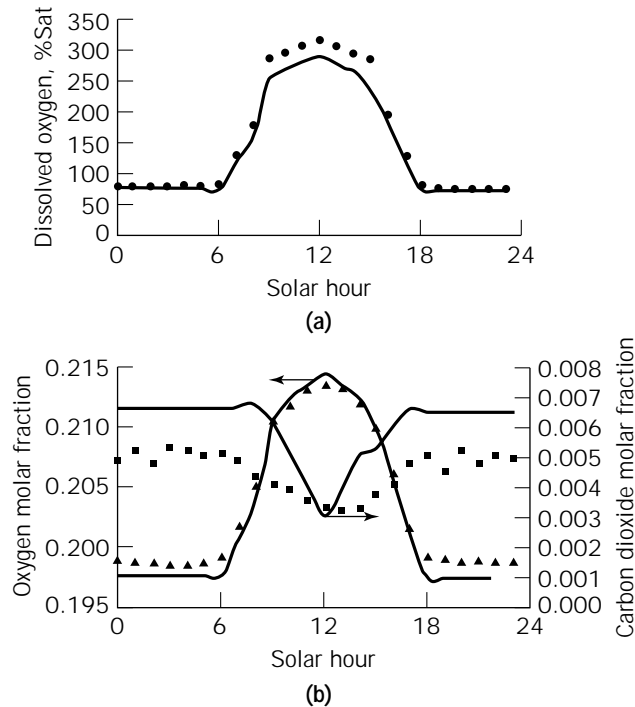 350
300
250
200
150
100
50
0
Dissolved oxygen, %Sat
0 6 12 18 24
Solar hour
(a)
0.215
0.210
0.205
0.200
0.195
Oxygen molar fraction
0.008
0.007
0.006
0.005
0.004
0.003
0.002
0.001
0.000
Carbon dioxide molar fraction
0 6 12 18 24
Solar hour
(b)